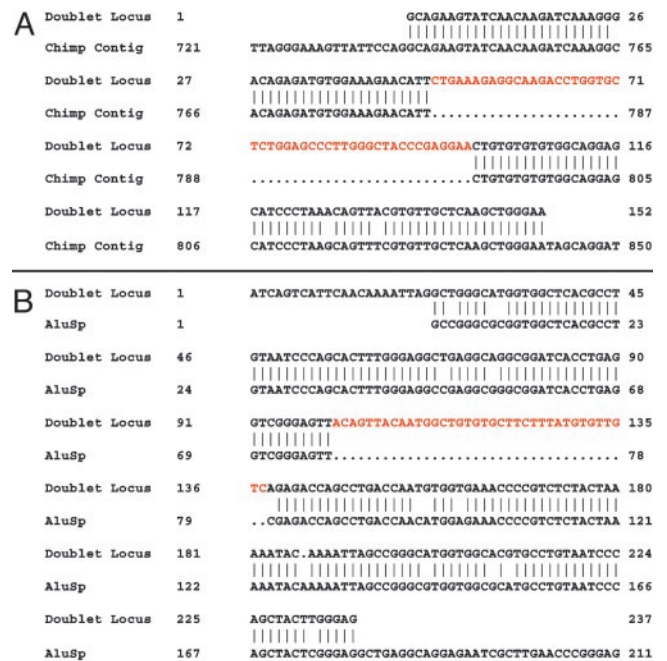 A
Doublet Locus 1 GCAGAAGTATCAACAAGATCAAAGGG 26
Chimp Contig 721 TTAGGGAAAGTTATTCCAGGCAGAAGTATCAACAAGATCAAAGGC 765
Doublet Locus 27 ACAGAGATGTGGAAAGAACATTCTGAAAGAGGCAAGACCTGGTGC 71
Chimp Contig 766 ACAGAGATGTGGAAAGAACATT....................... 787
Doublet Locus 72 TCTGGAGCCCTTGGGCTACCCGAGGAACTGTGTGTGTGGCAGGAG 116
Chimp Contig 788 ...........................CTGTGTGTGTGGCAGGAG 805
Doublet Locus 117 CATCCCTAAACAGTTACGTGTTGCTCAAGCTGGGAA 152
Chimp Contig 806 CATCCCTAAGCAGTTTCGTGTTGCTCAAGCTGGGAATAGCAGGAT 850
B
Doublet Locus 1 ATCAGTCATTCAACAAAATTAGGCTGGGCATGGTGGCTCACGCCT 45
AluSp 1 GCCGGGCGCGGTGGCTCACGCCT 23
Doublet Locus 46 GTAATCCCAGCACTTTGGGAGGCTGAGGCAGGCGGATCACCTGAG 90
AluSp 24 GTAATCCCAGCACTTTGGGAGGCCGAGGCGGGCGGATCACCTGAG 68
Doublet Locus 91 GTCGGGAGTTACAGTTACAATGGCTGTGTGCTTCTTTATGTGTTG 135
AluSp 69 GTCGGGAGTT................................... 78
Doublet Locus 136 TCAGAGACCAGCCTGACCAATGTGGTGAAACCCCGTCTCTACTAA 180
AluSp 79 ..CGAGACCAGCCTGACCAACATGGAGAAACCCCGTCTCTACTAA 121
Doublet Locus 181 AAATAC.AAAATTAGCCGGGCATGGTGGCACGTGCCTGTAATCCC 224
AluSp 122 AAATACAAAAATTAGCCGGGCGTGGTGGCGCATGCCTGTAATCCC 166
Doublet Locus 225 AGCTACTTGGGAG 237
AluSp 167 AGCTACTCGGGAGGCTGAGGCAGGAGAATCGCTTGAACCCGGGAG 211